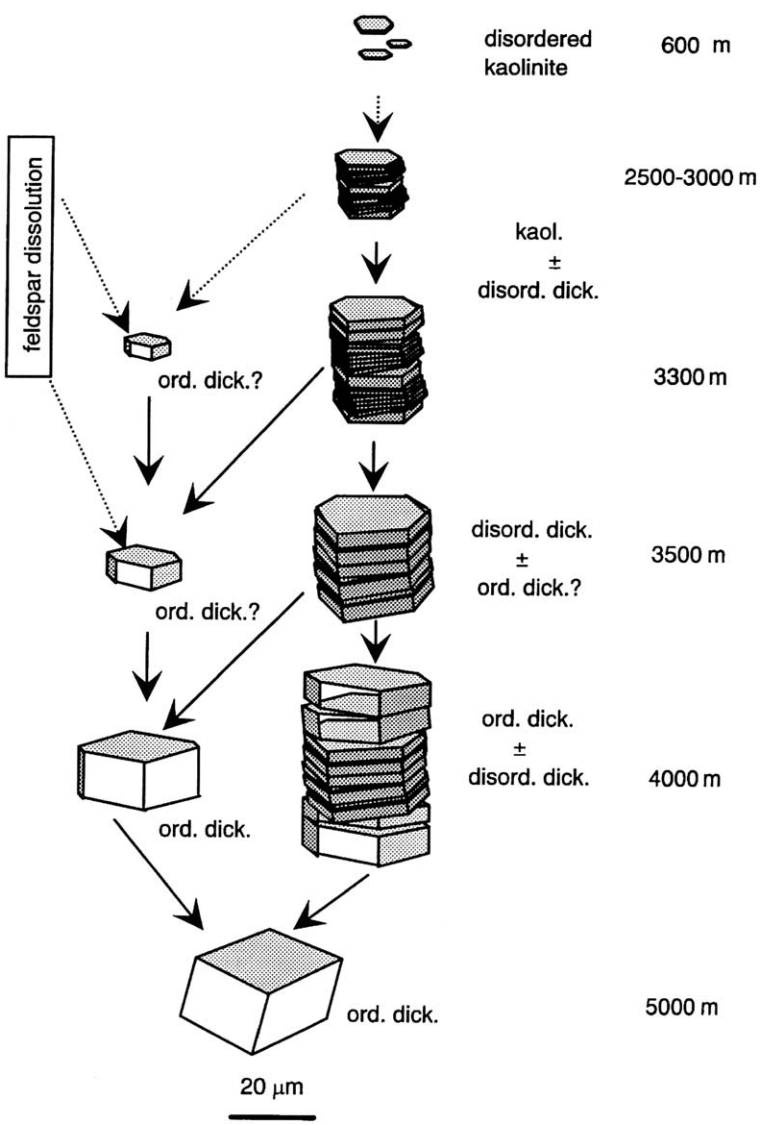 disordered
kaolinite
600 m
2500-3000 m
feldspar dissolution
kaol.
±
disord. dick.
ord. dick.?
3300 m
disord. dick.
±
ord. dick.?
3500 m
ord. dick.?
ord. dick.
±
disord. dick.
4000 m
ord. dick.
ord. dick.
5000 m
20 μm